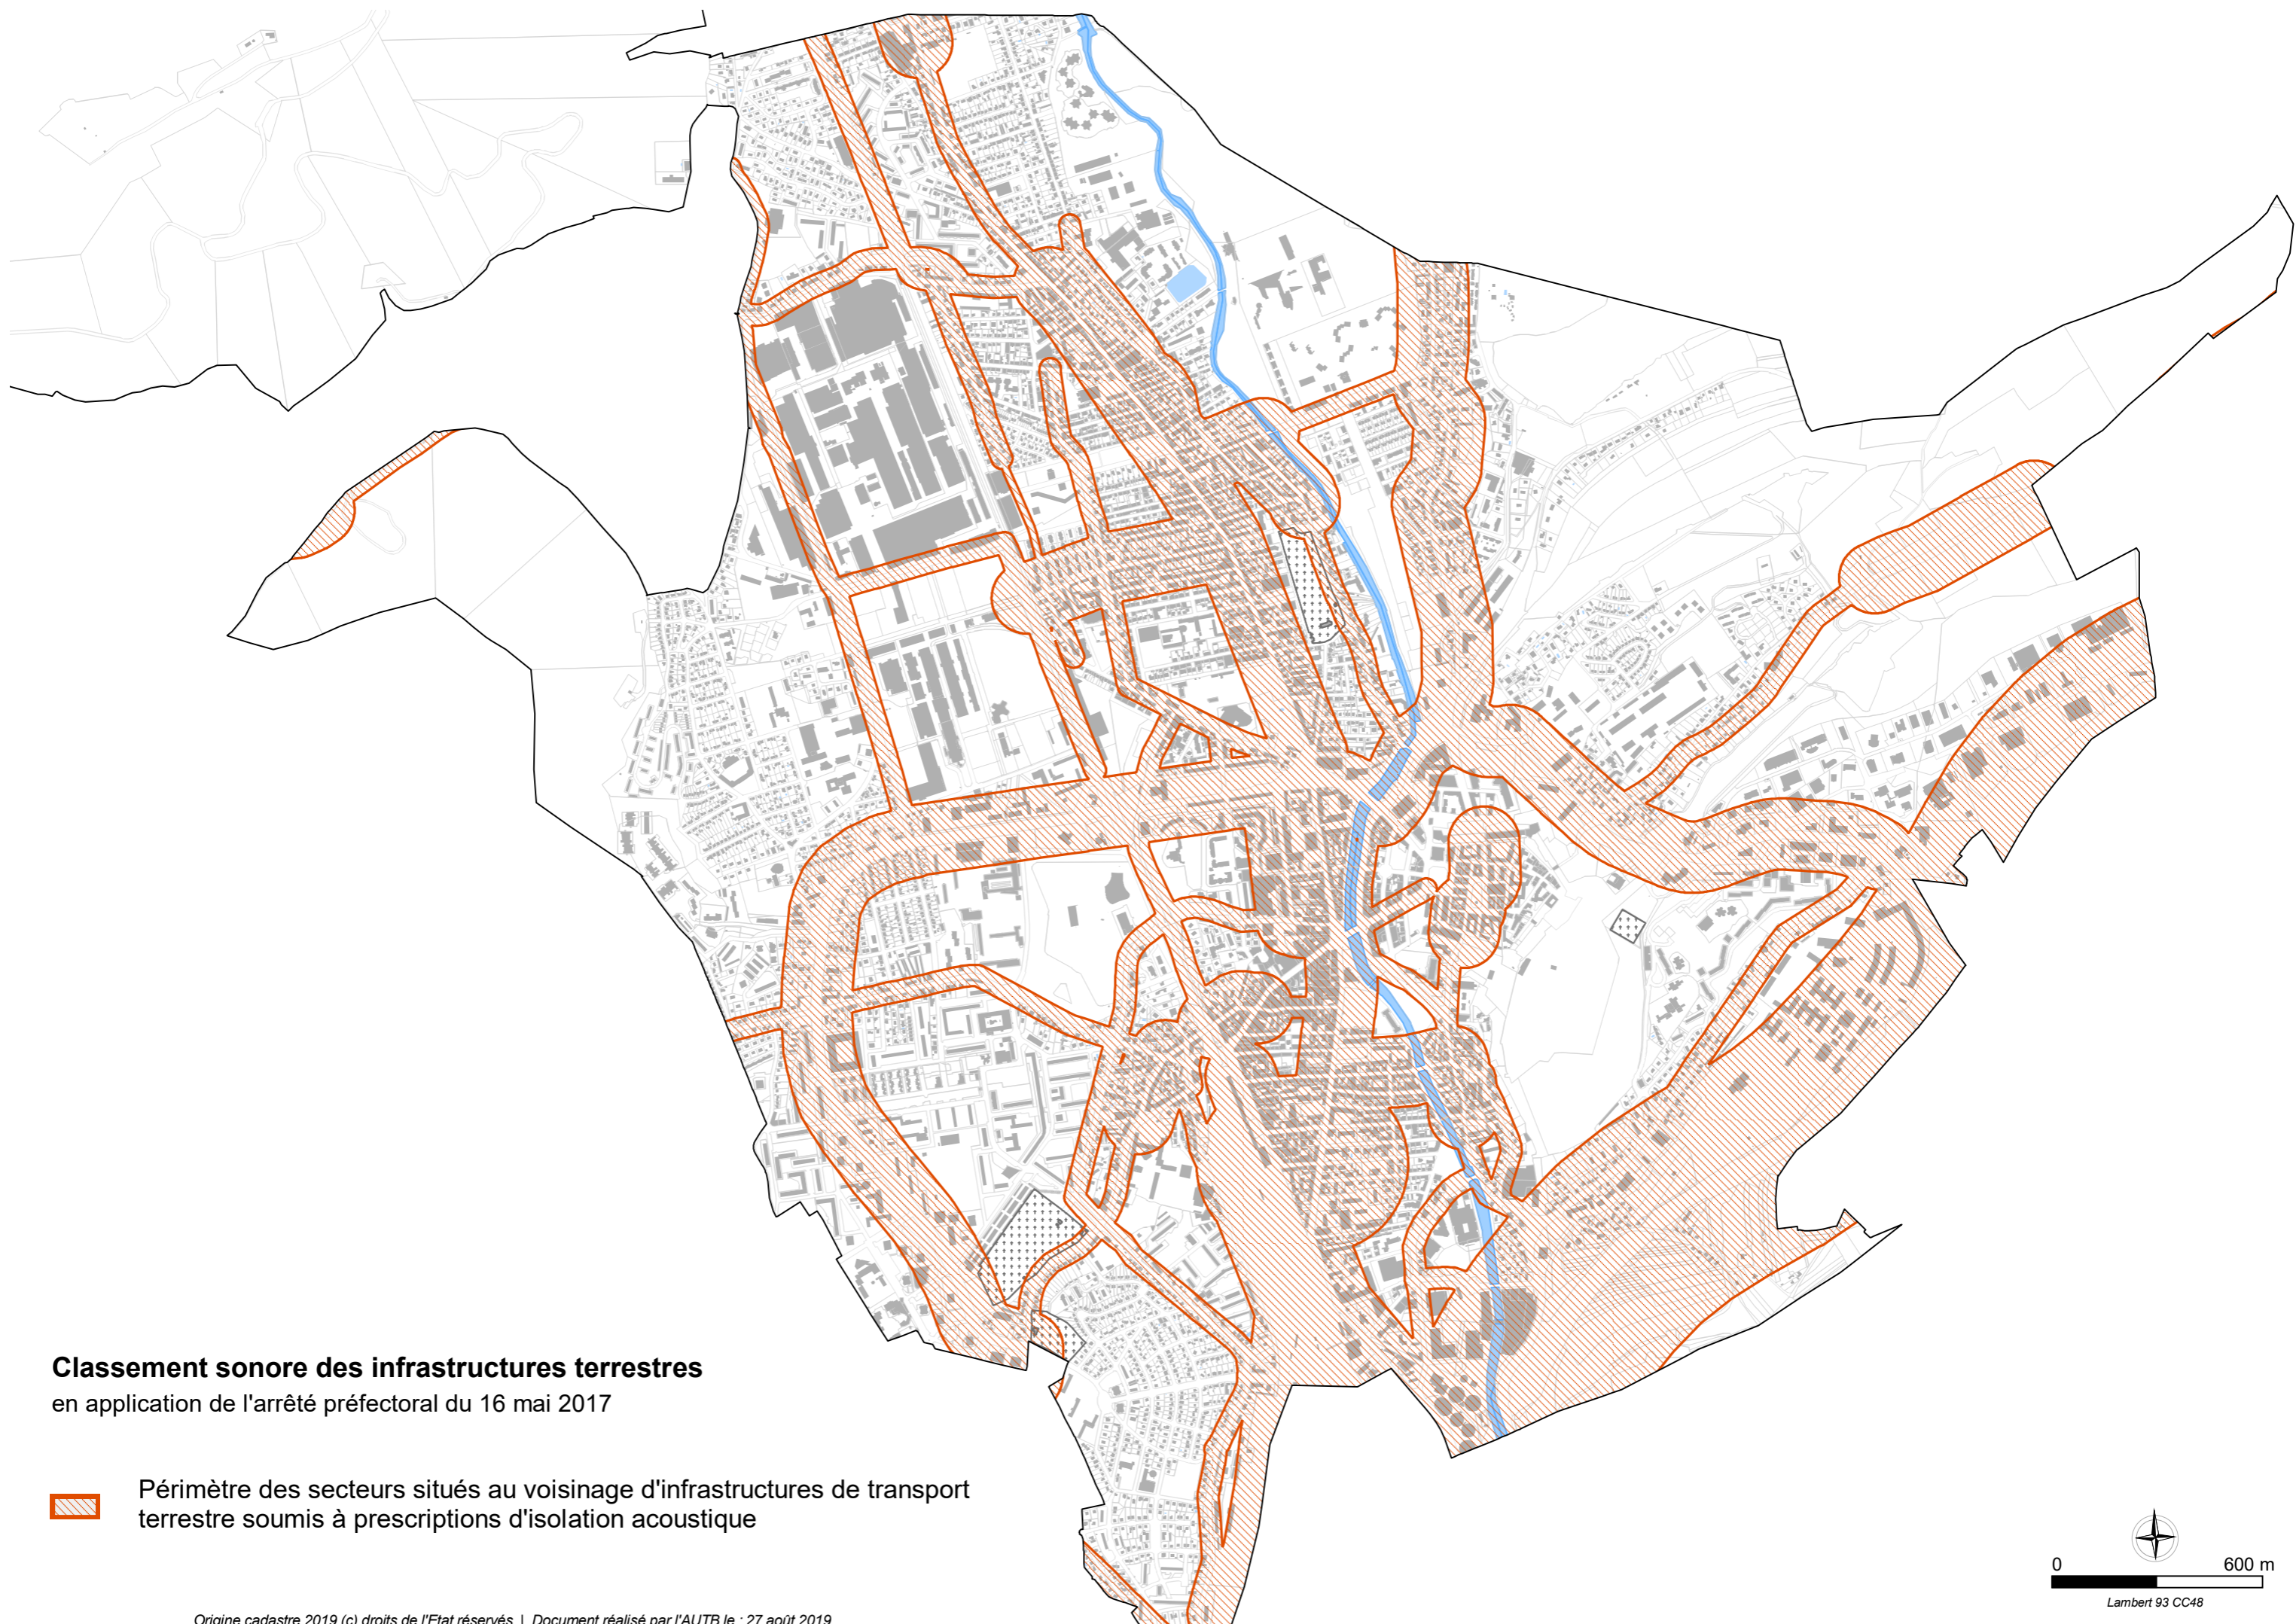 Classement sonore des infrastructures terrestres
en application de l'arrêté préfectoral du 16 mai 2017
Périmètre des secteurs situés au voisinage d'infrastructures de transport
terrestre soumis à prescriptions d'isolation acoustique
0 600 m
Lambert 93 CC48
Origine cadastre 2019 (c) droits de l'Etat réservés | Document réalisé par l'AUTB le : 27 août 2019